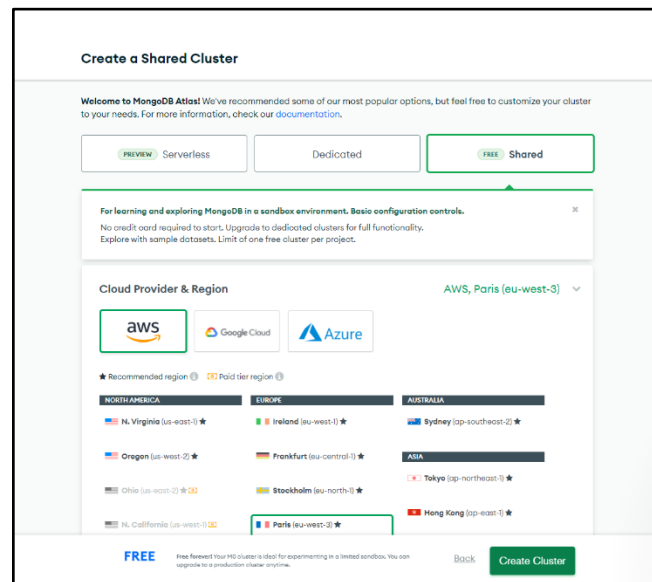 Create a Shared Cluster
Welcome to MongoDB Atlas! We've recommended some of our most popular options, but feel free to customize your cluster
to your needs. For more information, check our documentation.
PREVIEW Serverless
Dedicated
FREE Shared
For learning and exploring MongoDB in a sandbox environment. Basic configuration controls.
No credit card required to start. Upgrade to dedicated clusters for full functionality.
Explore with sample datasets. Limit of one free cluster per project.
Cloud Provider & Region
AWS, Paris (eu-west-3)
aws
Google Cloud
Azure
★ Recommended region
Paid tier region
NORTH AMERICA
N. Virginia (us-east-1) ★
Oregon (us-west-2) ★
Ohio (us-east-2) ★
N. California (us-west-1)
EUROPE
Ireland (eu-west-1) ★
Frankfurt (eu-central-1) ★
Stockholm (eu-north-1) ★
Paris (eu-west-3) ★
AUSTRALIA
Sydney (ap-southeast-2) ★
ASIA
Tokyo (ap-northeast-1) ★
Hong Kong (ap-east-1) ★
FREE
Free forever! Your M0 cluster is ideal for experimenting in a limited sandbox. You can
upgrade to a production cluster anytime.
Back
Create Cluster